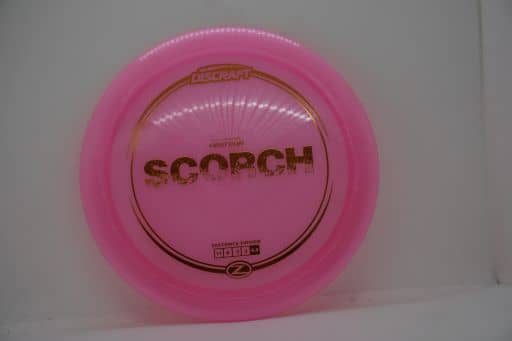 DISCRAFT
SCORCH
DISTANCE DRIVER
Z